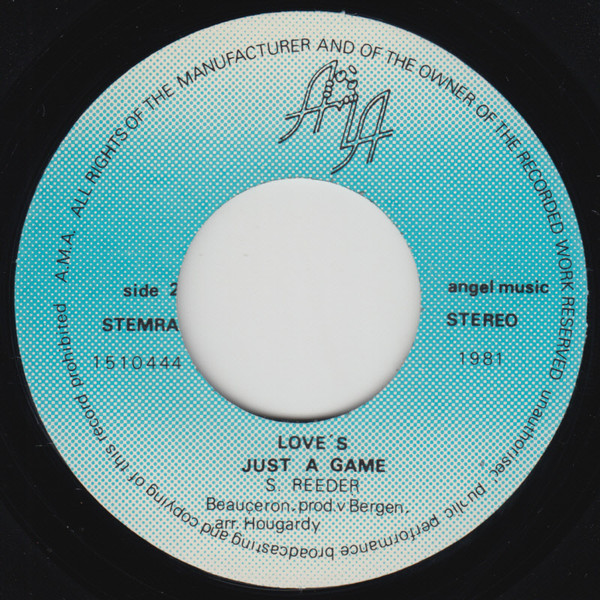 A.M.A. ALL RIGHTS OF THE MANUFACTURER AND OF THE OWNER OF THE RECORDED WORK RESERVED unauthoriser public performance broadcasting and copying of this record prohibited
AMA
side 2
angel music
STEMRA
STEREO
1510444
1981
LOVE´S
JUST A GAME
S. REEDER
Beauceron. prod. v Bergen.
arr. Hougardy